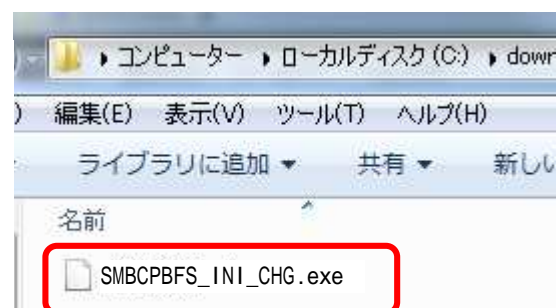 コンピューター ローカルディスク (C:) down
) 編集(E) 表示(V) ツール(T) ヘルプ(H)
ライブラリに追加 共有 新しい
名前
SMBCPBFS_INI_CHG.exe